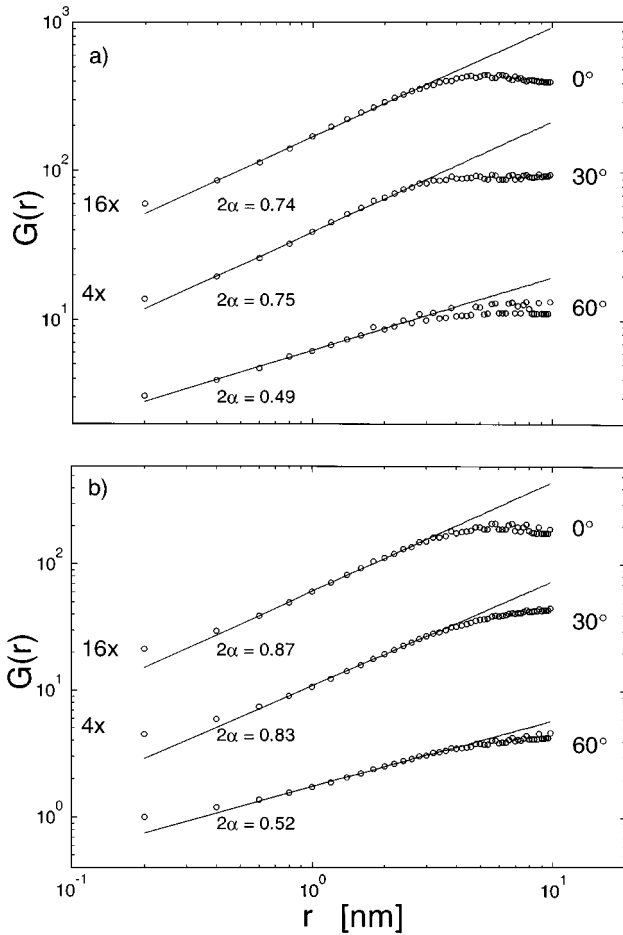 10³
a)
0°
10²
30°
G(r)
16x
2α = 0.74
4x
2α = 0.75
10¹
60°
2α = 0.49
b)
0°
10²
16x
30°
2α = 0.87
G(r)
10¹
4x
2α = 0.83
60°
10⁰
2α = 0.52
10⁻¹
10⁰
10¹
r [nm]